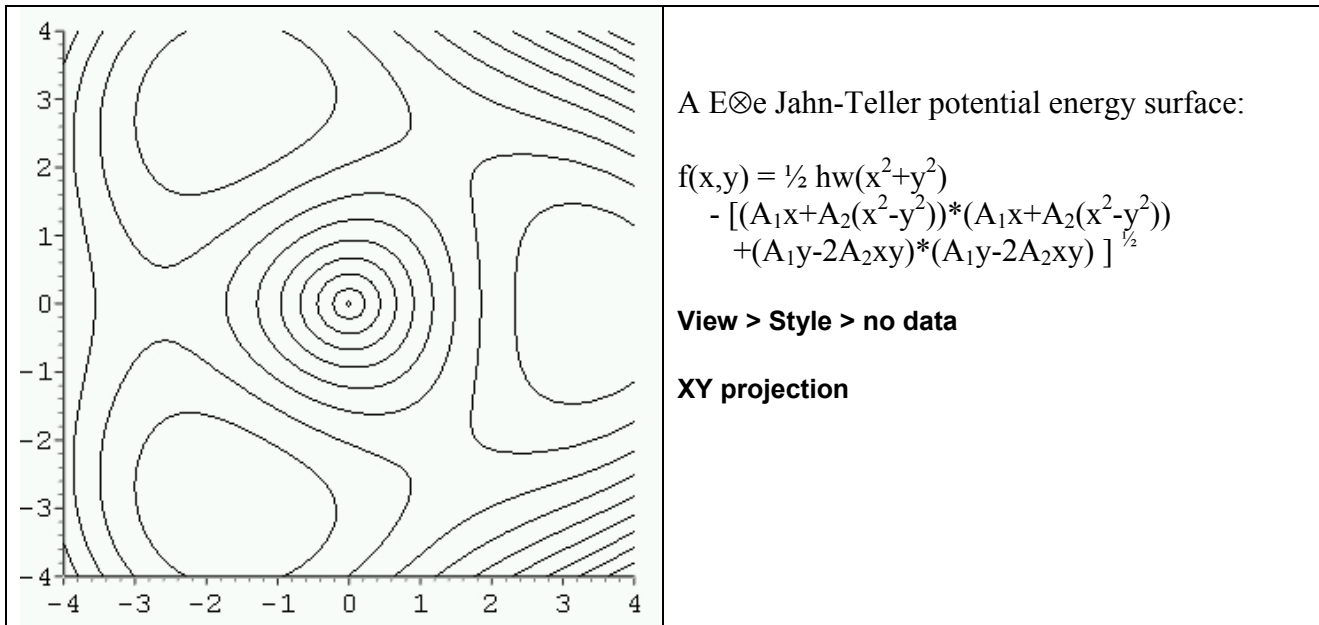 4
3
2
1
0
−1
−2
−3
−4
−4 −3 −2 −1 0 1 2 3 4
A E⊗e Jahn-Teller potential energy surface:
f(x,y) = ½ hw(x²+y²)
- [(A₁x+A₂(x²-y²))*(A₁x+A₂(x²-y²))
+(A₁y-2A₂xy)*(A₁y-2A₂xy) ] ^½
View > Style > no data
XY projection